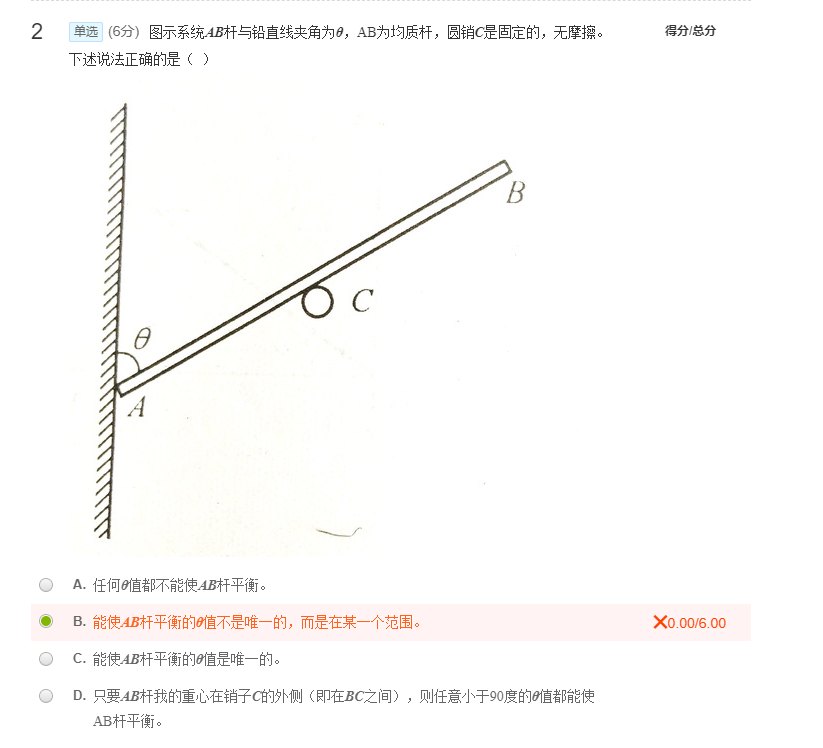 2 单选 (6分) 图示系统AB杆与铅直线夹角为θ，AB为均质杆，圆销C是固定的，无摩擦。 得分/总分
下述说法正确的是（ ）
B
C
θ
A
A. 任何θ值都不能使AB杆平衡。
B. 能使AB杆平衡的θ值不是唯一的，而是在某一个范围。 ×0.00/6.00
C. 能使AB杆平衡的θ值是唯一的。
D. 只要AB杆我的重心在销子C的外侧（即在BC之间），则任意小于90度的θ值都能使
AB杆平衡。